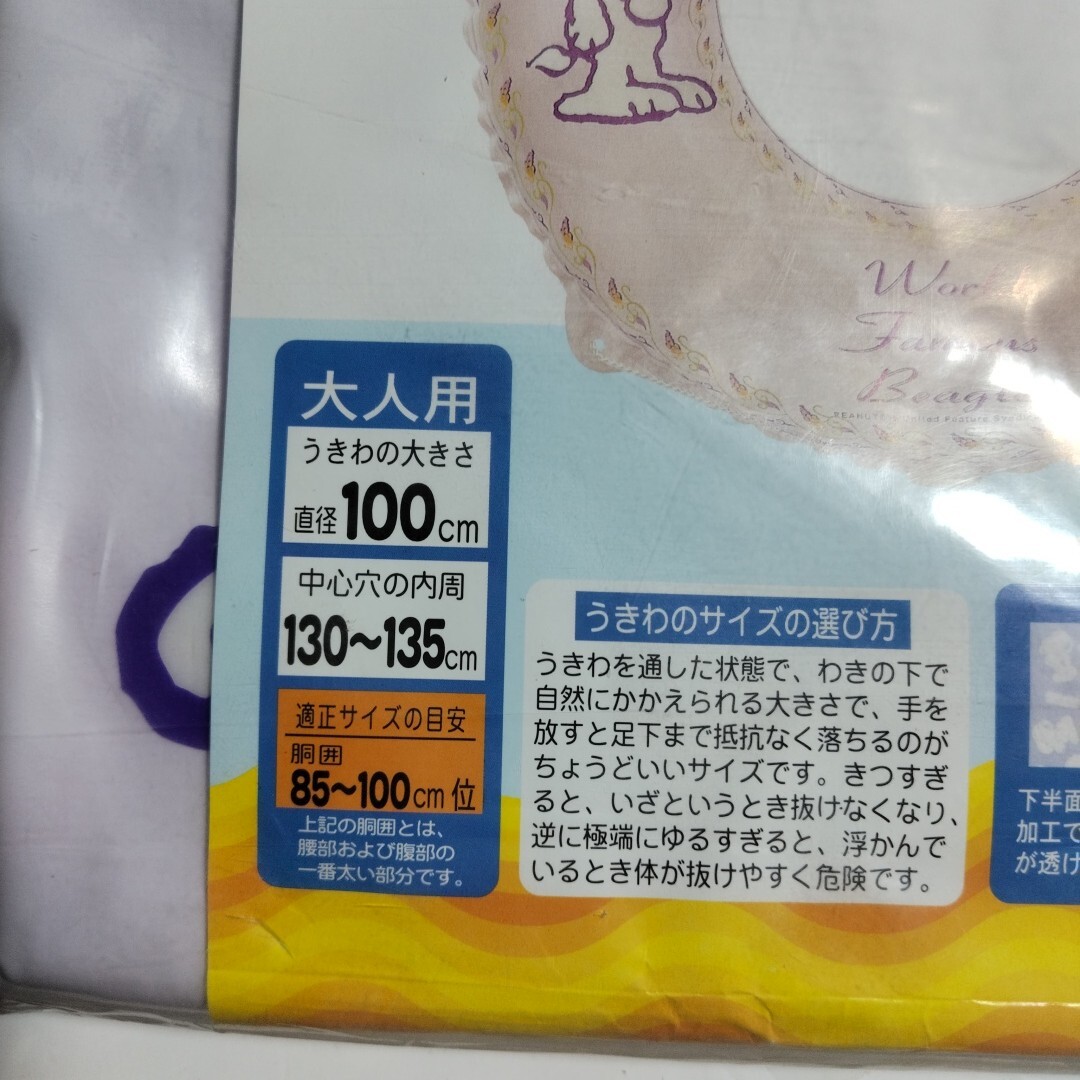 Famous
PEANUTS
大人用
うきわの大きさ
直径100cm
中心穴の内周
130〜135cm
適正サイズの目安
胴囲
85〜100cm位
上記の胴囲とは、
腰部および腹部の
一番太い部分です。
うきわのサイズの選び方
うきわを通した状態で、わきの下で
自然にかかえられる大きさで、手を
放すと足下まで抵抗なく落ちるのが
ちょうどいいサイズです。きつすぎ
ると、いざというとき抜けなくなり、
逆に極端にゆるすぎると、浮かんで
いるとき体が抜けやすく危険です。
下半面
加工で
が透け